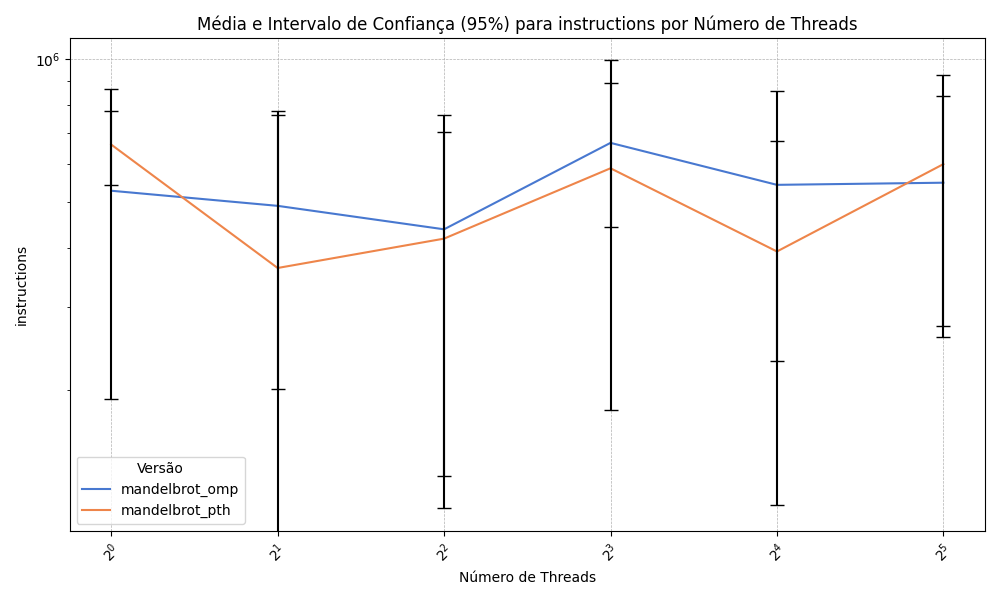 Média e Intervalo de Confiança (95%) para instructions por Número de Threads
10⁶
instructions
Versão
mandelbrot_omp
mandelbrot_pth
2⁰ 2¹ 2² 2³ 2⁴ 2⁵
Número de Threads